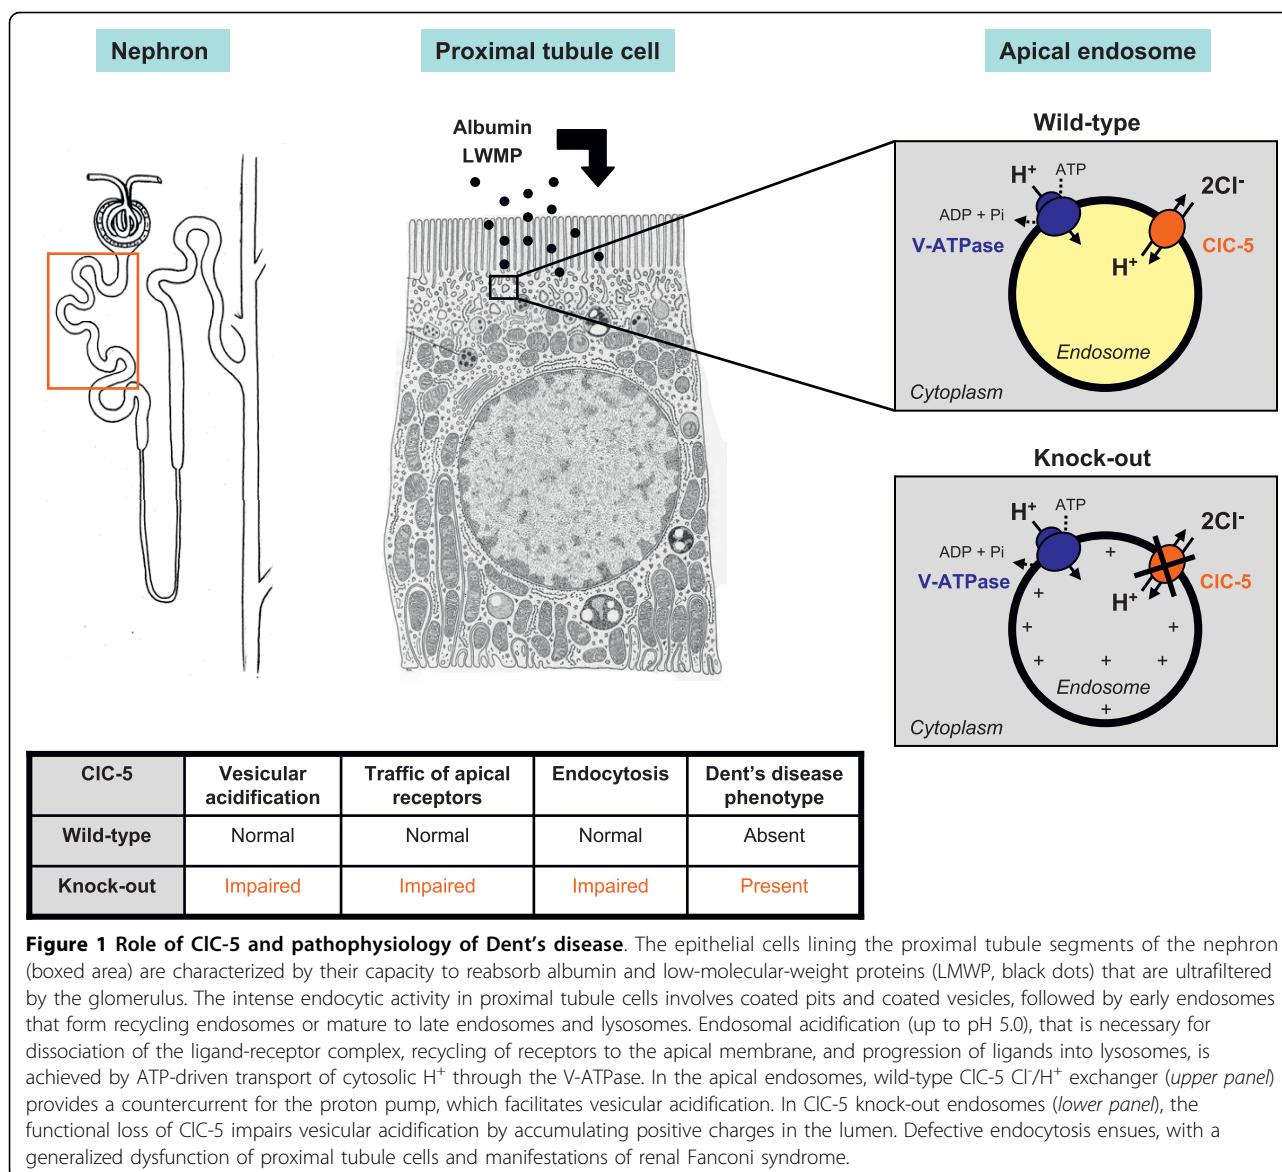 Nephron
Proximal tubule cell
Apical endosome
Albumin
LWMP
Wild-type
H⁺
ATP
2Cl⁻
ADP + Pi
V-ATPase
ClC-5
H⁺
Endosome
Cytoplasm
Knock-out
H⁺
ATP
2Cl⁻
ADP + Pi
V-ATPase
ClC-5
H⁺
+
+
+
+
+
+
+
+
Endosome
Cytoplasm
ClC-5 Vesicular acidification Traffic of apical receptors Endocytosis Dent's disease phenotype
Wild-type Normal Normal Normal Absent
Knock-out Impaired Impaired Impaired Present
Figure 1 Role of ClC-5 and pathophysiology of Dent's disease. The epithelial cells lining the proximal tubule segments of the nephron
(boxed area) are characterized by their capacity to reabsorb albumin and low-molecular-weight proteins (LMWP, black dots) that are ultrafiltered
by the glomerulus. The intense endocytic activity in proximal tubule cells involves coated pits and coated vesicles, followed by early endosomes
that form recycling endosomes or mature to late endosomes and lysosomes. Endosomal acidification (up to pH 5.0), that is necessary for
dissociation of the ligand-receptor complex, recycling of receptors to the apical membrane, and progression of ligands into lysosomes, is
achieved by ATP-driven transport of cytosolic H⁺ through the V-ATPase. In the apical endosomes, wild-type ClC-5 Cl⁻/H⁺ exchanger (upper panel)
provides a countercurrent for the proton pump, which facilitates vesicular acidification. In ClC-5 knock-out endosomes (lower panel), the
functional loss of ClC-5 impairs vesicular acidification by accumulating positive charges in the lumen. Defective endocytosis ensues, with a
generalized dysfunction of proximal tubule cells and manifestations of renal Fanconi syndrome.